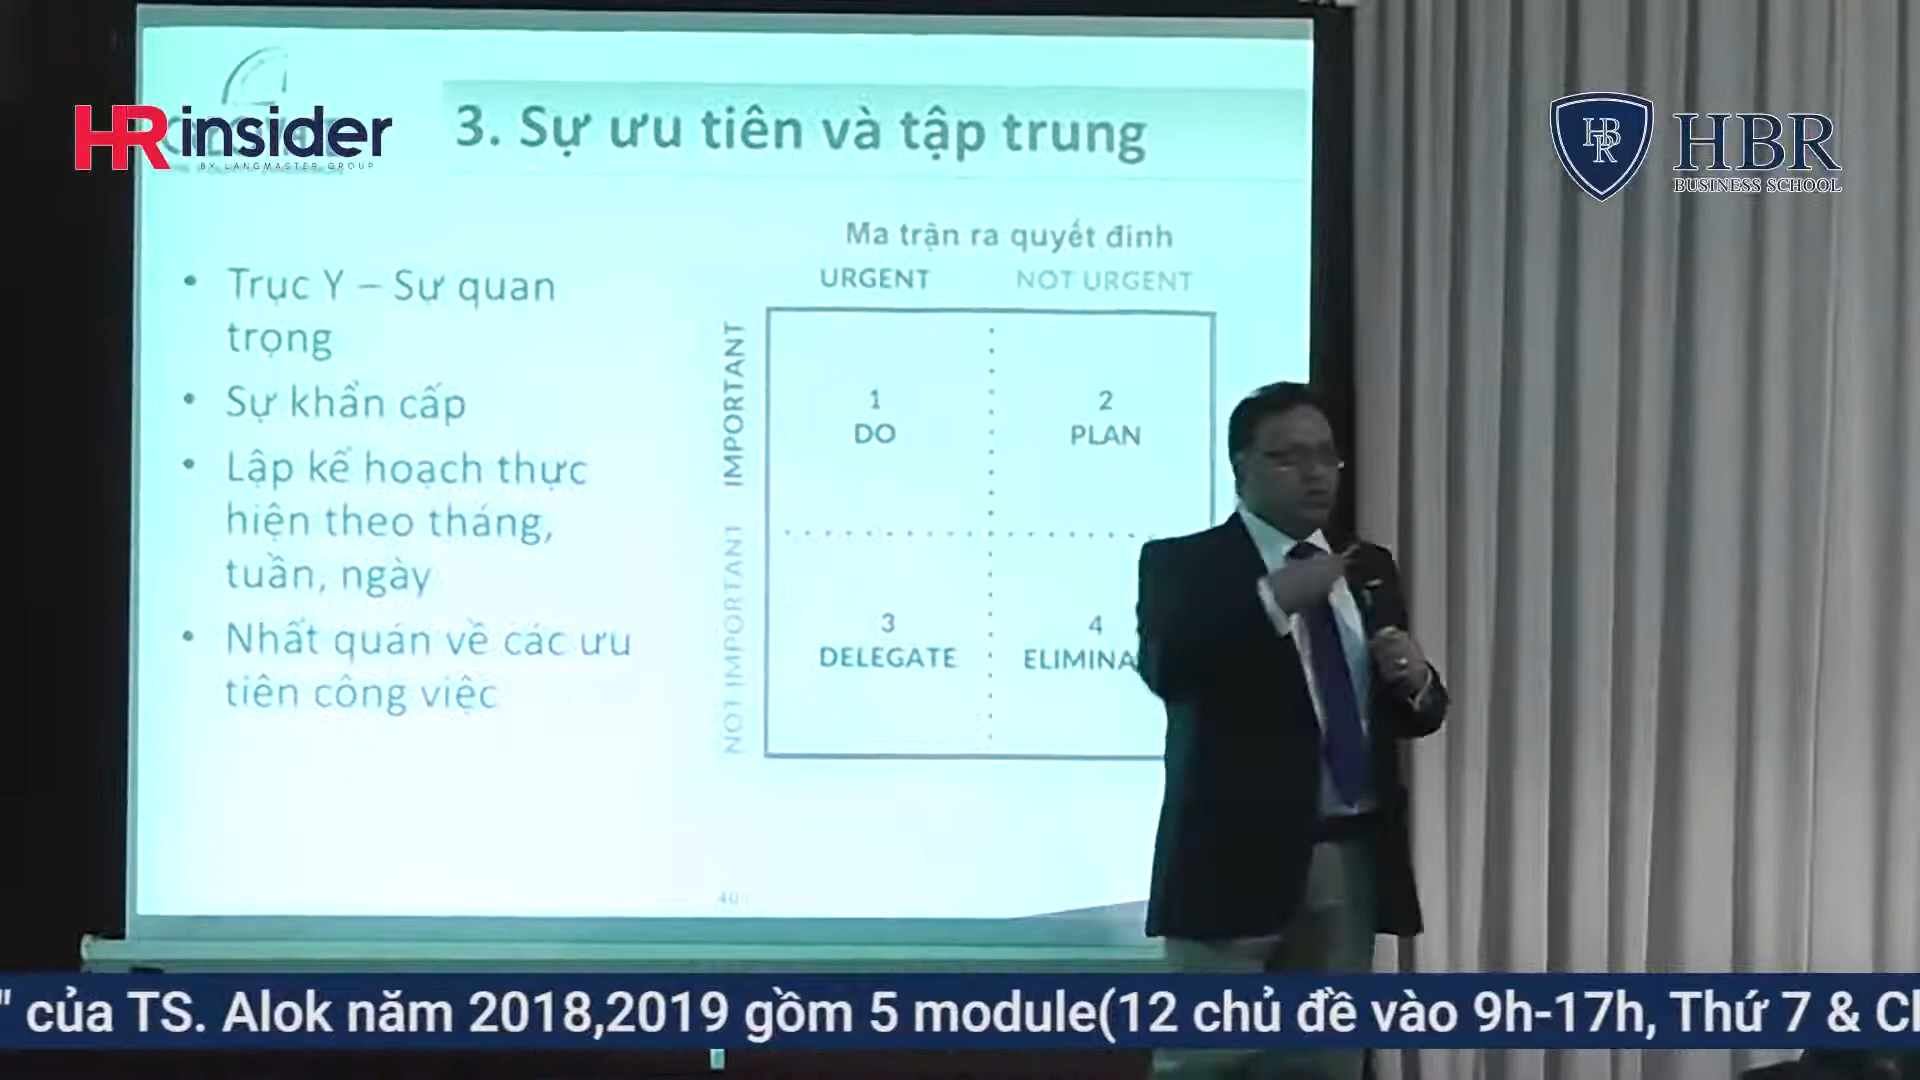 HRinsider
BY LANGMASTER GROUP
3. Sự ưu tiên và tập trung
HBR
BUSINESS SCHOOL
• Trục Y – Sự quan
trọng
• Sự khẩn cấp
• Lập kế hoạch thực
hiện theo tháng,
tuần, ngày
• Nhất quán về các ưu
tiên công việc
Ma trận ra quyết đinh
URGENT NOT URGENT
IMPORTANT
NOT IMPORTANT
1
DO
2
PLAN
3
DELEGATE
4
ELIMINA
40
" của TS. Alok năm 2018,2019 gồm 5 module(12 chủ đề vào 9h-17h, Thứ 7 & C